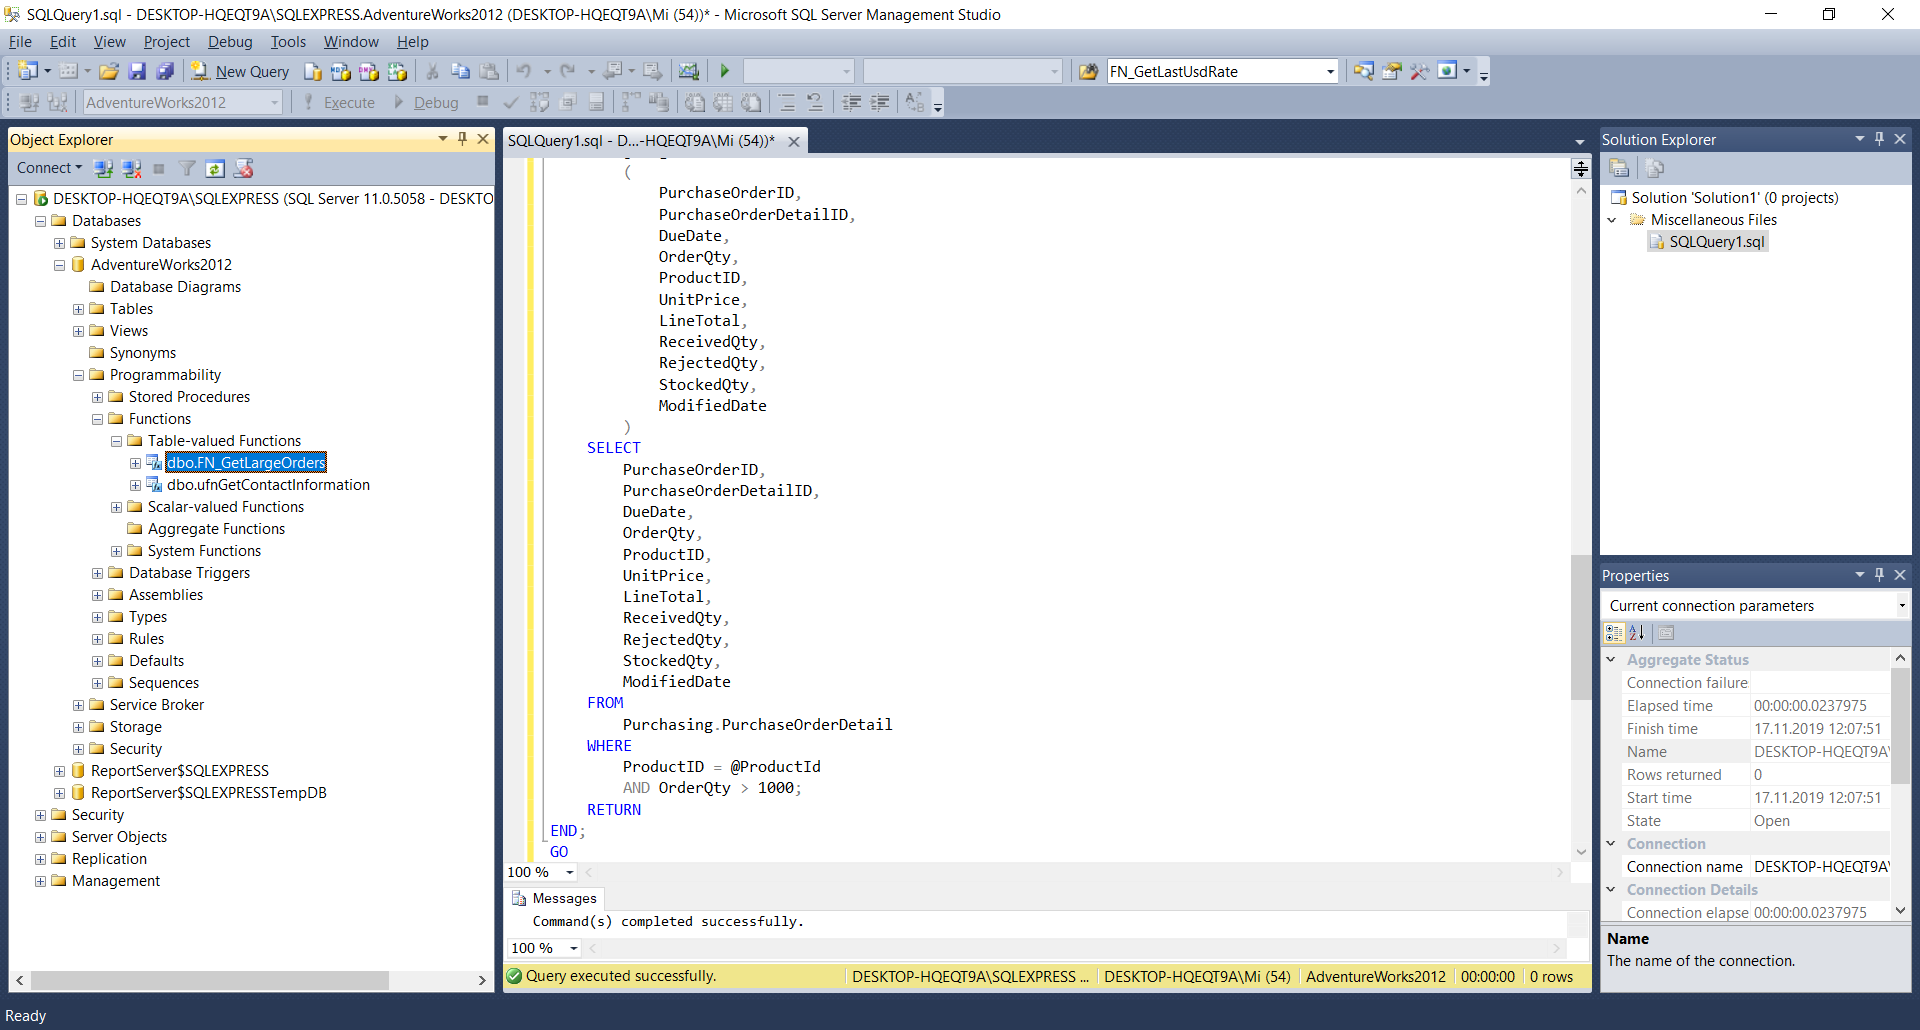 SQLQuery1.sql - DESKTOP-HQEQT9A\SQLEXPRESS.AdventureWorks2012 (DESKTOP-HQEQT9A\Mi (54))* - Microsoft SQL Server Management Studio
File Edit View Project Debug Tools Window Help
New Query FN_GetLastUsdRate
AdventureWorks2012 Execute Debug
Object Explorer
Connect
DESKTOP-HQEQT9A\SQLEXPRESS (SQL Server 11.0.5058 - DESKTO
Databases
System Databases
AdventureWorks2012
Database Diagrams
Tables
Views
Synonyms
Programmability
Stored Procedures
Functions
Table-valued Functions
dbo.FN_GetLargeOrders
dbo.ufnGetContactInformation
Scalar-valued Functions
Aggregate Functions
System Functions
Database Triggers
Assemblies
Types
Rules
Defaults
Sequences
Service Broker
Storage
Security
ReportServer$SQLEXPRESS
ReportServer$SQLEXPRESSTempDB
Security
Server Objects
Replication
Management
SQLQuery1.sql - D...-HQEQT9A\Mi (54))*
(
PurchaseOrderID,
PurchaseOrderDetailID,
DueDate,
OrderQty,
ProductID,
UnitPrice,
LineTotal,
ReceivedQty,
RejectedQty,
StockedQty,
ModifiedDate
)
SELECT
PurchaseOrderID,
PurchaseOrderDetailID,
DueDate,
OrderQty,
ProductID,
UnitPrice,
LineTotal,
ReceivedQty,
RejectedQty,
StockedQty,
ModifiedDate
FROM
Purchasing.PurchaseOrderDetail
WHERE
ProductID = @ProductId
AND OrderQty > 1000;
RETURN
END;
GO
100 %
Messages
Command(s) completed successfully.
100 %
Query executed successfully. DESKTOP-HQEQT9A\SQLEXPRESS ... DESKTOP-HQEQT9A\Mi (54) AdventureWorks2012 00:00:00 0 rows
Solution Explorer
Solution 'Solution1' (0 projects)
Miscellaneous Files
SQLQuery1.sql
Properties
Current connection parameters
Aggregate Status
Connection failure
Elapsed time 00:00:00.0237975
Finish time 17.11.2019 12:07:51
Name DESKTOP-HQEQT9A\
Rows returned 0
Start time 17.11.2019 12:07:51
State Open
Connection
Connection name DESKTOP-HQEQT9A\
Connection Details
Connection elapse 00:00:00.0237975
Name
The name of the connection.
Ready